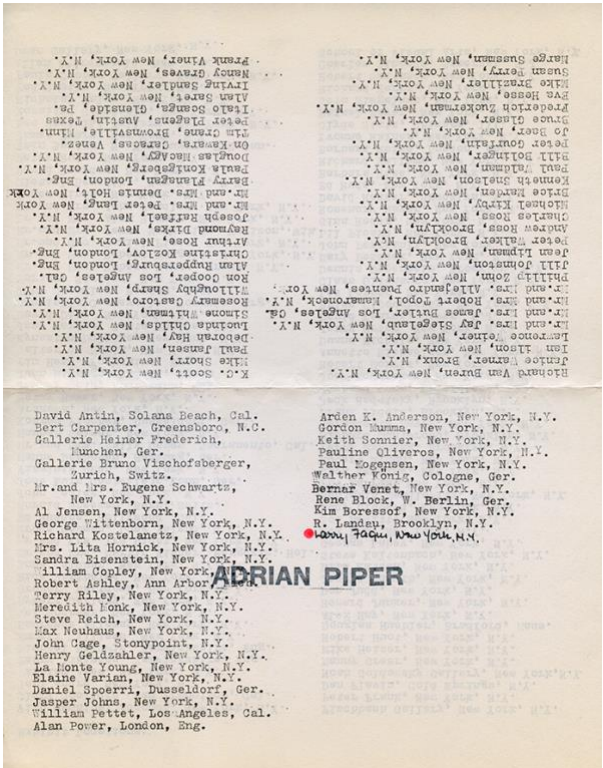 Richard Van Buren, New York, N.Y.
Janice Werner, Bronx, N.Y.
Ian Wilson, New York, N.Y.
Lawrence Weiner, New York, N.Y.
Mr.and Mrs. Jay Siegelaub, New York, N.Y.
Mr.and Mrs. James Butler, Los Angeles, Ca.
Mr.and Mrs. Robert Topol, Mamaroneck, N.Y.
Mr.and Mrs. Allejandro Puentes, New York
Philip Zohn, New York, N.Y.
Jill Johnston, New York, N.Y.
Jean Lipman, New York, N.Y.
Peter Walker, Brooklyn, N.Y.
Andrew Ross, Brooklyn, N.Y.
Charles Ross, New York, N.Y.
Michael Kirby, New York, N.Y.
Brice Marden, New York, N.Y.
Kenneth Snelson, New York, N.Y.
Paul Waldman, New York, N.Y.
Bill Bolinger, New York, N.Y.
Peter Gourfain, New York, N.Y.
Jo Baer, New York, N.Y.
Bruce Glaser, New York, N.Y.
Frederich Zuckerman, New York, N.Y.
Eva Hesse, New York, N.Y.
Mike Braziller, New York, N.Y.
Susan Perry, New York, N.Y.
Marge Sussman, New York, N.Y.
K.C. Scott, New York, N.Y.
Mike Short, New York, N.Y.
Paul Jansen, New York, N.Y.
Deborah Hay, New York, N.Y.
Lucinda Childs, New York, N.Y.
Simone Whitman, New York, N.Y.
Rosemary Castoro, New York, N.Y.
Willoughby Sharp, New York, N.Y.
Ron Cooper, Los Angeles, Cal.
Alan Ruppersburg, London, Eng.
Christine Kozlov, London, Eng.
Arthur Rose, New York, N.Y.
Raymond Dirks, New York, N.Y.
Joseph Raffael, New York, N.Y.
Mr.and Mrs. Peter Lang, New York
Mr.and Mrs. Dennis Holt, New York
Barry Flanagan, London, Eng.
Paula Konigsberg, New York, N.Y.
Douglas MacAgy, New York, N.Y.
On Kawara, Caracas, Venez.
Tim Crane, Brownsville, Minn.
Peter Plagens, Austin, Texas
Italo Scanga, Glenside, Pa.
Alan Saret, New York, N.Y.
Irving Sandler, New York, N.Y.
Nancy Graves, New York, N.Y.
Frank Viner, New York, N.Y.
David Antin, Solana Beach, Cal.
Bert Carpenter, Greensboro, N.C.
Gallerie Heiner Frederich,
Munchen, Ger.
Gallerie Bruno Vischofsberger,
Zurich, Switz.
Mr.and Mrs. Eugene Schwartz,
New York, N.Y.
Al Jensen, New York, N.Y.
George Wittenborn, New York, N.Y.
Richard Kostelanetz, New York, N.Y.
Mrs. Lita Hornick, New York, N.Y.
Sandra Eisenstein, New York, N.Y.
William Copley, New York,
Robert Ashley, Ann Arbor,
Terry Riley, New York, N.Y.
Meredith Monk, New York, N.Y.
Steve Reich, New York, N.Y.
Max Neuhaus, New York, N.Y.
John Cage, Stonypoint, N.Y.
Henry Geldzahler, New York, N.Y.
La Monte Young, New York, N.Y.
Elaine Varian, New York, N.Y.
Daniel Spoerri, Dusseldorf, Ger.
Jasper Johns, New York, N.Y.
William Pettet, Los Angeles, Cal.
Alan Power, London, Eng.
Arden K. Anderson, New York, N.Y.
Gordon Mumma, New York, N.Y.
Keith Sonnier, New York, N.Y.
Pauline Oliveros, New York, N.Y.
Paul Mogensen, New York, N.Y.
Walther König, Cologne, Ger.
Bernar Venet, New York, N.Y.
Rene Block, W. Berlin, Ger.
Kim Boressof, New York, N.Y.
R. Landau, Brooklyn, N.Y.
Larry Fagin, New York, N.Y.
ADRIAN PIPER